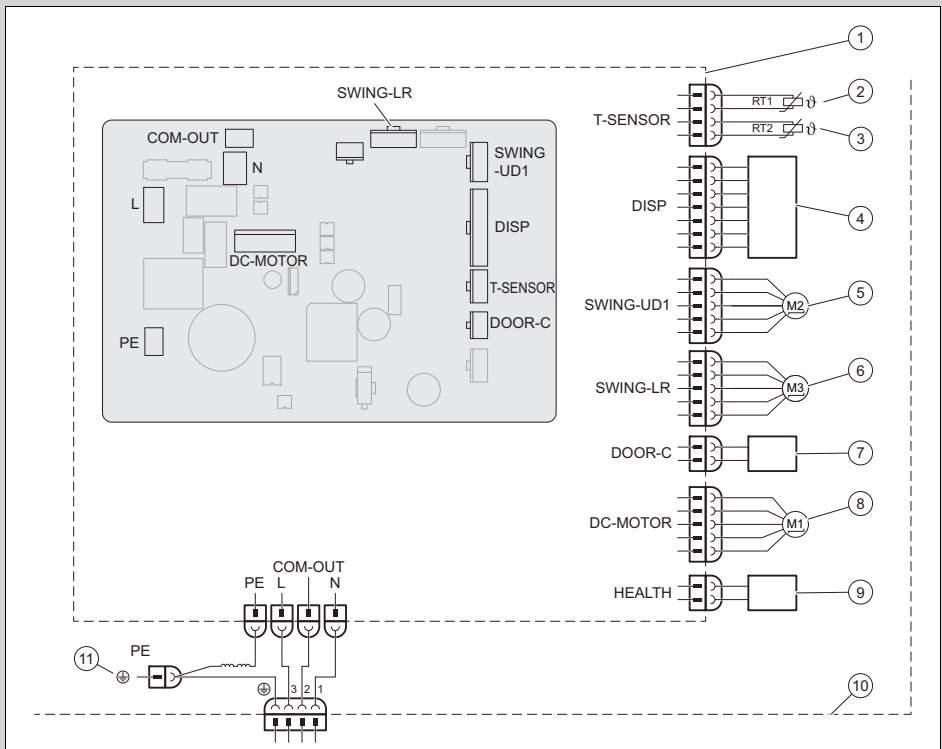 1
SWING-LR
RT1 ϑ
2
T-SENSOR
RT2 ϑ
3
COM-OUT
N
SWING
-UD1
L
DISP
DISP
4
DC-MOTOR
T-SENSOR
SWING-UD1
M2
5
DOOR-C
PE
SWING-LR
M3
6
DOOR-C
7
DC-MOTOR
M1
8
COM-OUT
PE L N
HEALTH
9
PE
11
3 2 1
10